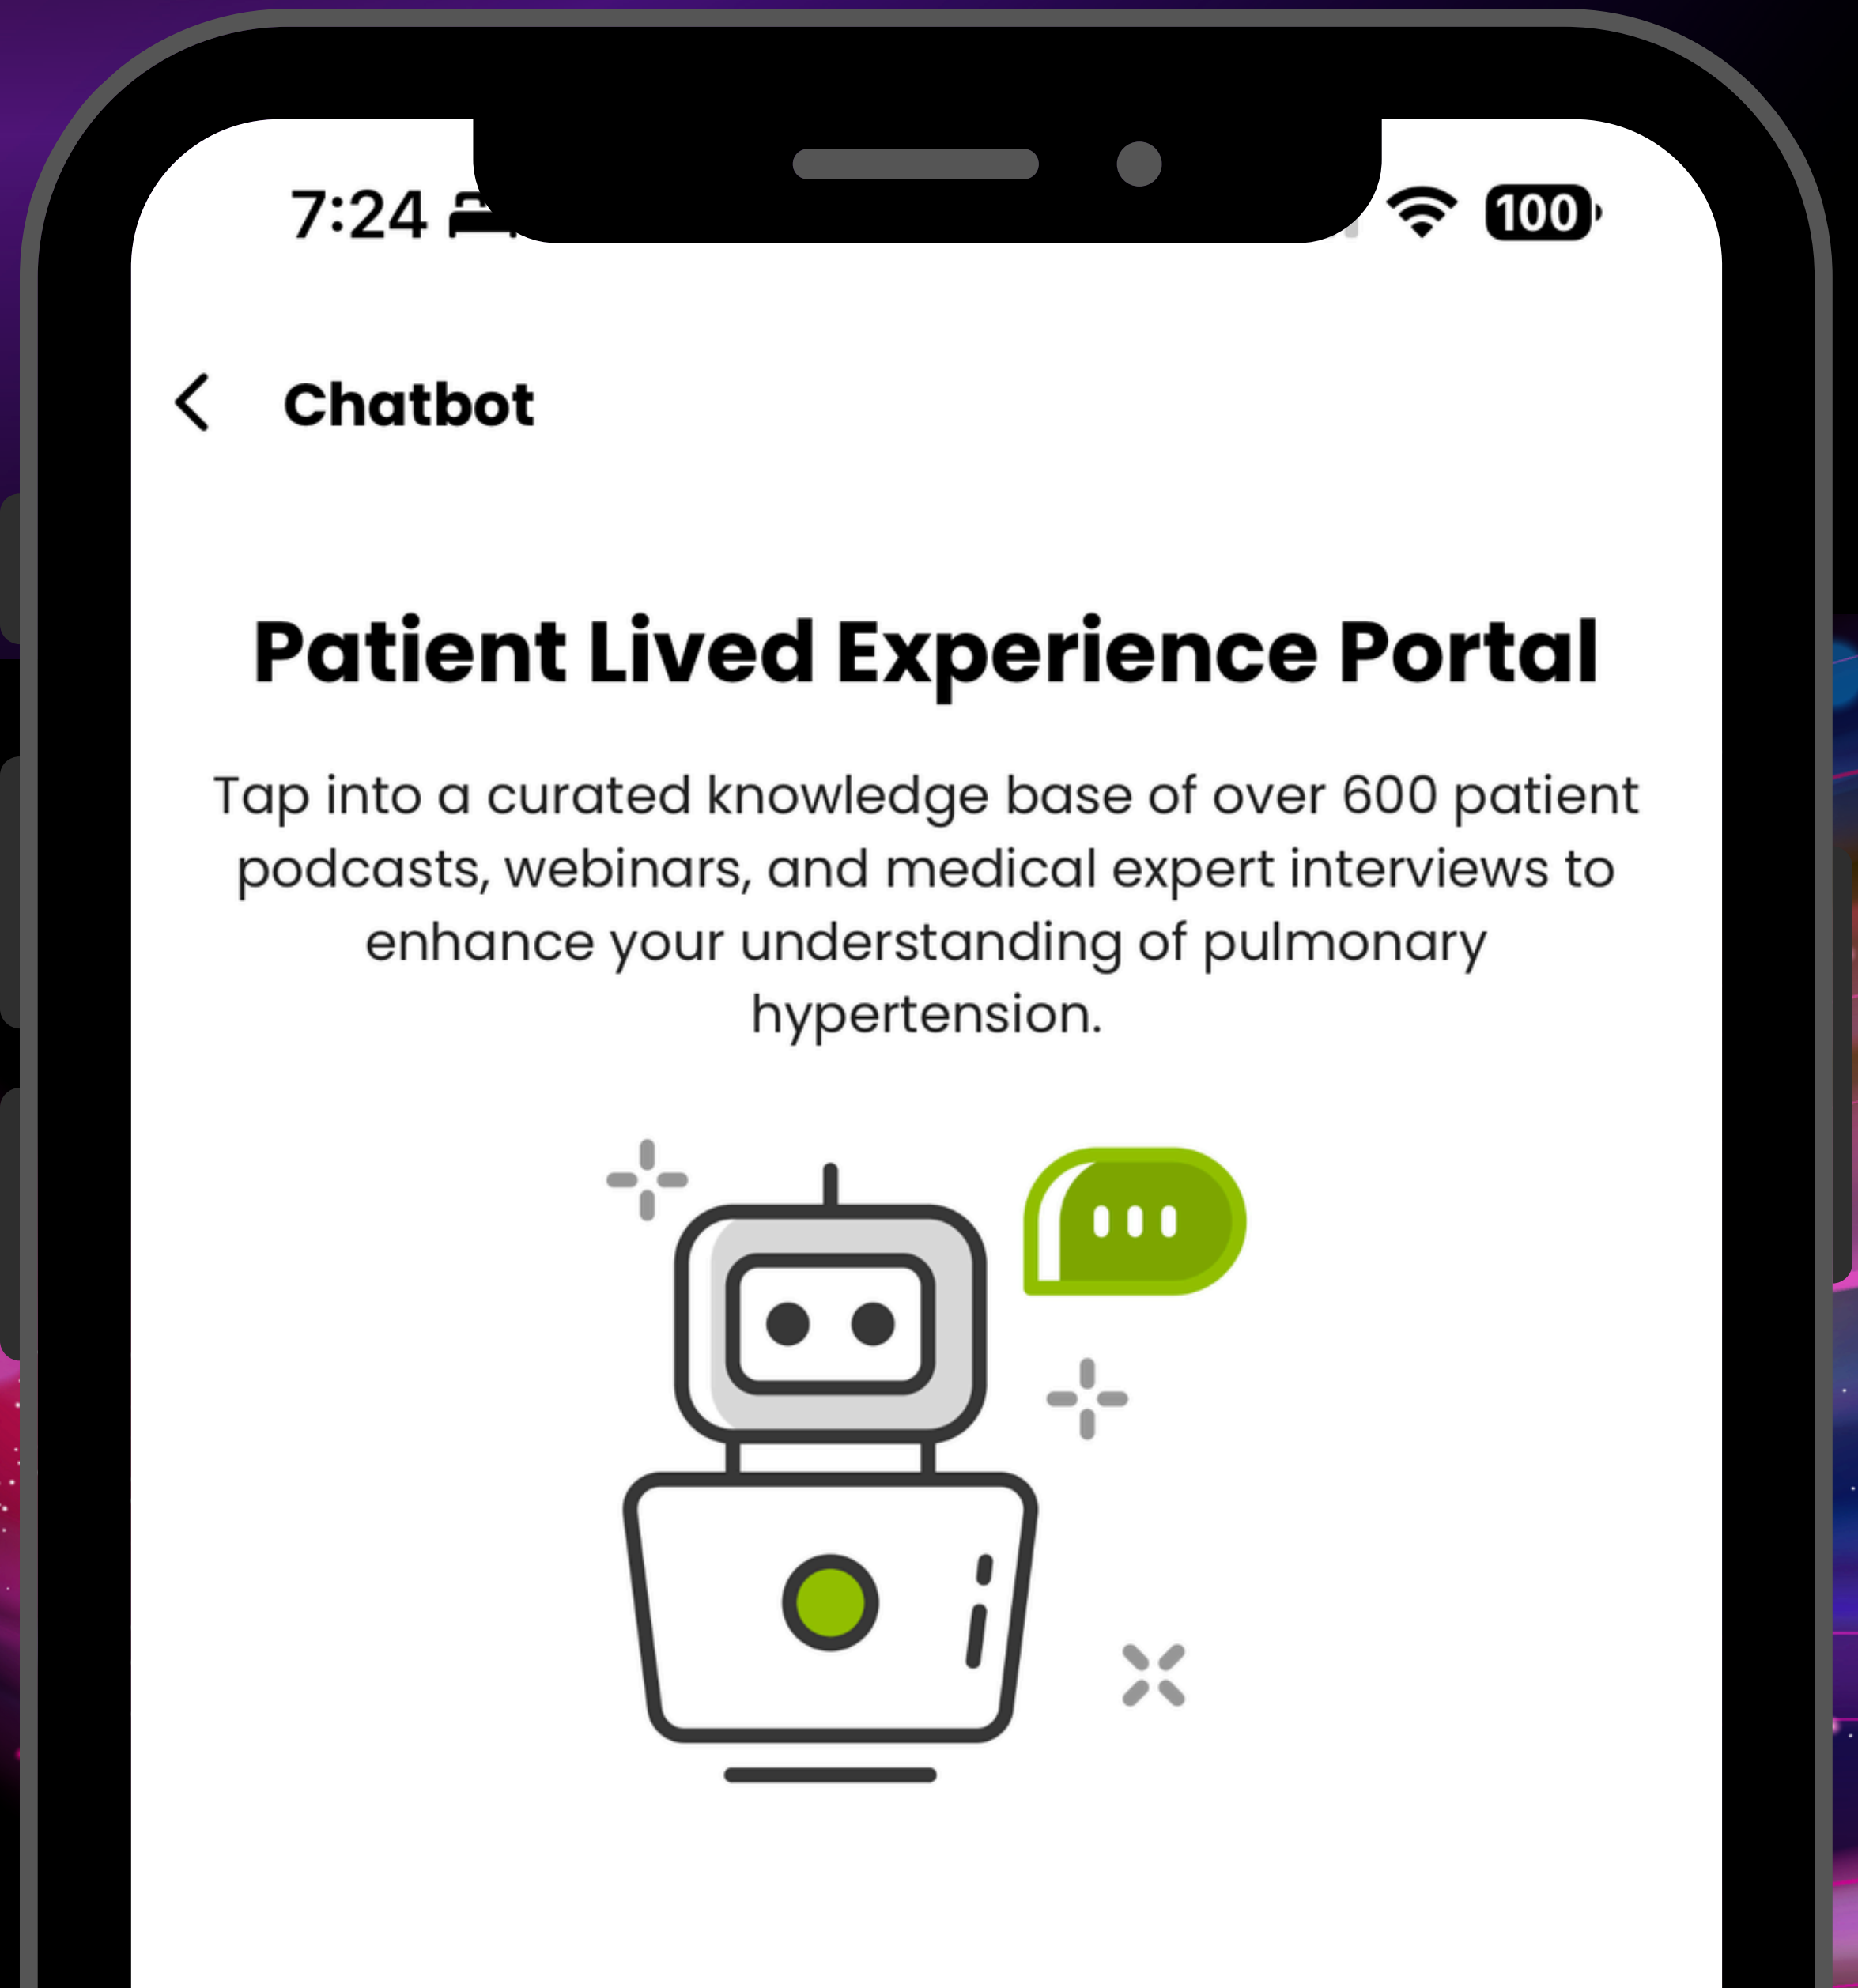 7:24
100
Chatbot
Patient Lived Experience Portal
Tap into a curated knowledge base of over 600 patient
podcasts, webinars, and medical expert interviews to
enhance your understanding of pulmonary
hypertension.